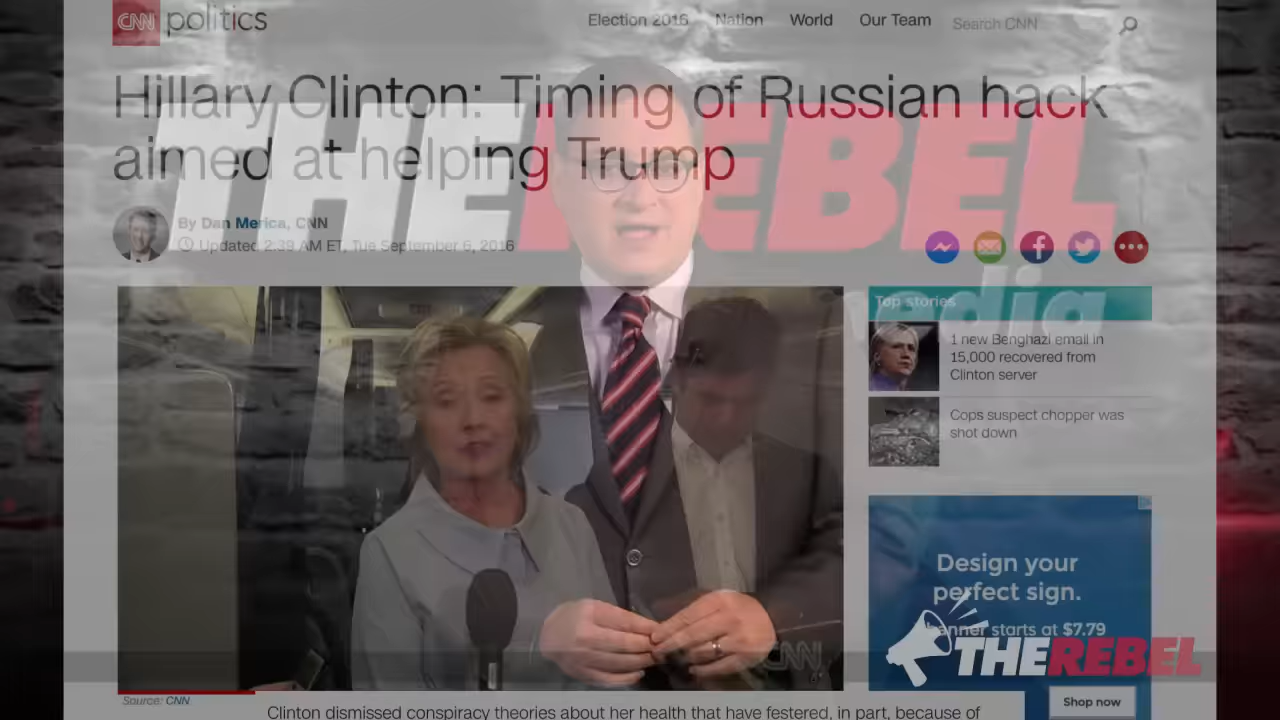 CNN politics
Election 2016 Nation World Our Team Search CNN
Hillary Clinton: Timing of Russian hack
aimed at helping Trump
THE REBEL
media
By Dan Merica, CNN
Updated 2:39 AM ET, Tue September 6, 2016
Top stories
1 new Benghazi email in
15,000 recovered from
Clinton server
Cops suspect chopper was
shot down
Design your
perfect sign.
banner starts at $7.79
THE REBEL
Shop now
CNN
Source: CNN
Clinton dismissed conspiracy theories about her health that have festered, in part, because of